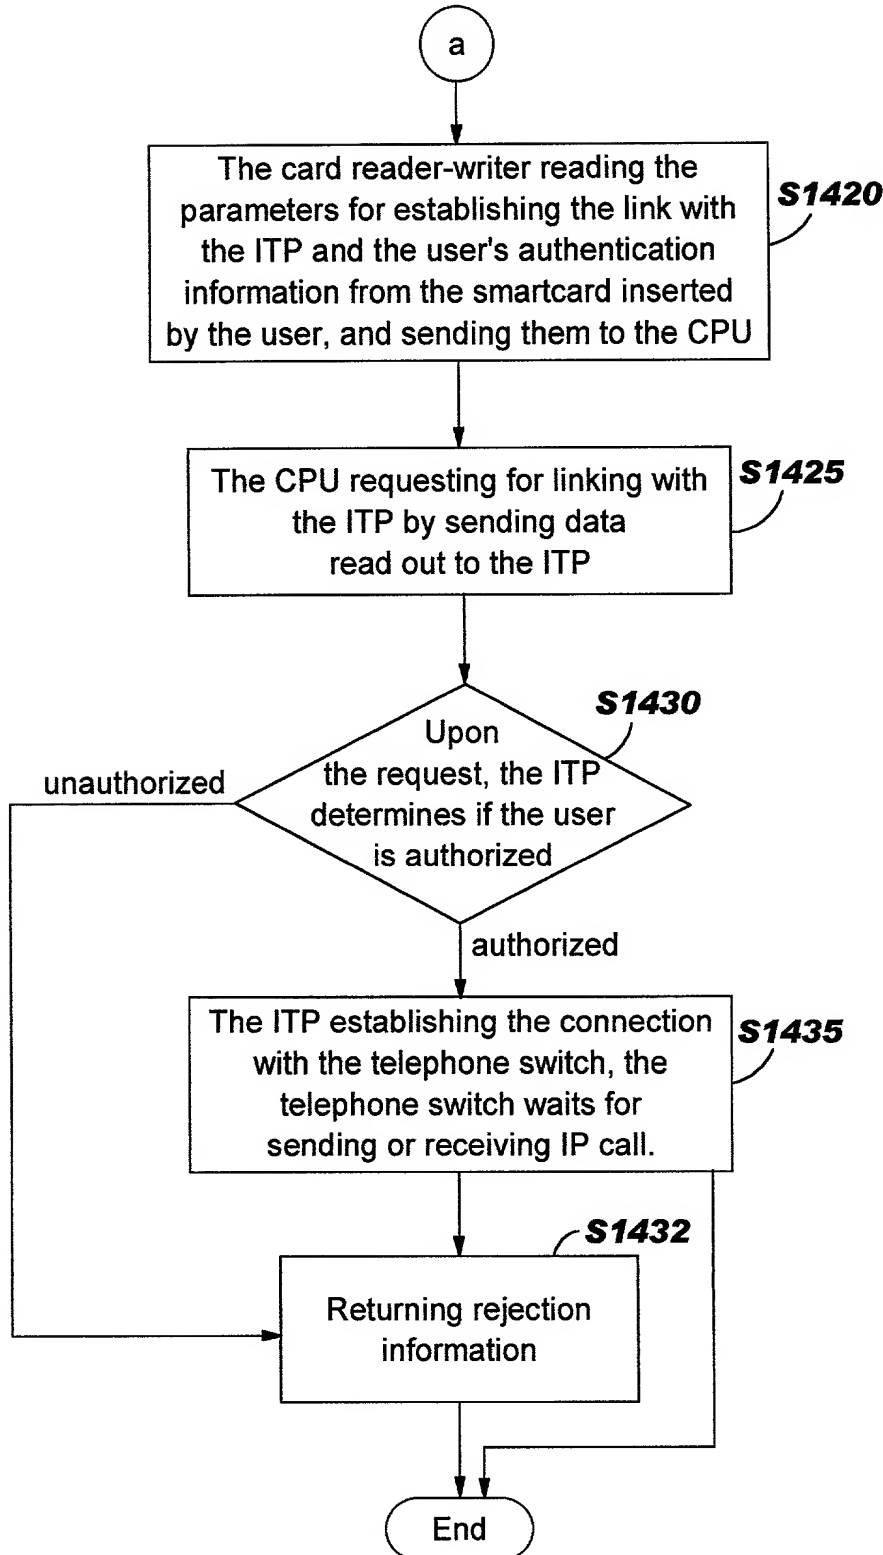 a
The card reader-writer reading the
parameters for establishing the link with
the ITP and the user's authentication
information from the smartcard inserted
by the user, and sending them to the CPU
S1420
The CPU requesting for linking with
the ITP by sending data
read out to the ITP
S1425
S1430
Upon
the request, the ITP
determines if the user
is authorized
unauthorized
authorized
The ITP establishing the connection
with the telephone switch, the
telephone switch waits for
sending or receiving IP call.
S1435
S1432
Returning rejection
information
End